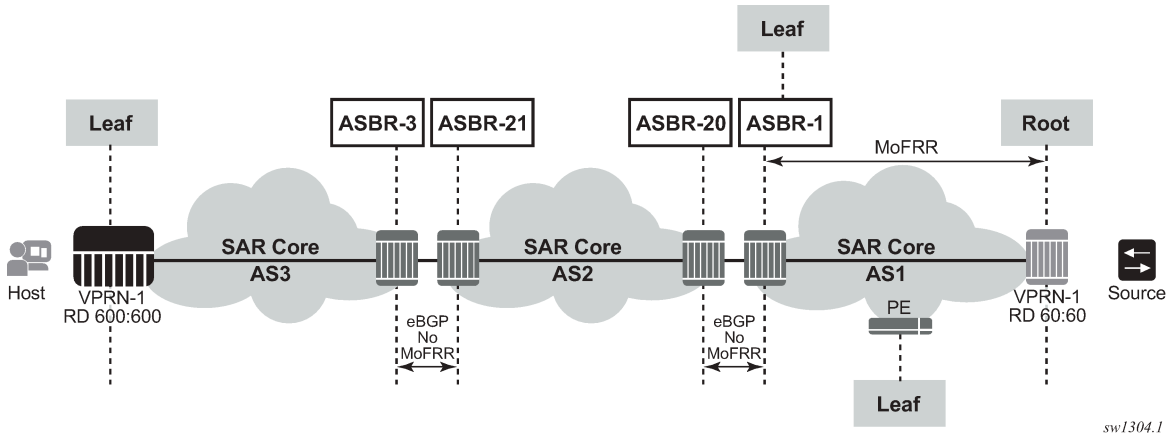 Leaf
Leaf
ASBR-3
ASBR-21
ASBR-20
ASBR-1
Root
MoFRR
SAR Core
AS3
SAR Core
AS2
SAR Core
AS1
Host
VPRN-1
RD 600:600
eBGP
No
MoFRR
eBGP
No
MoFRR
PE
VPRN-1
RD 60:60
Source
Leaf
sw1304.1